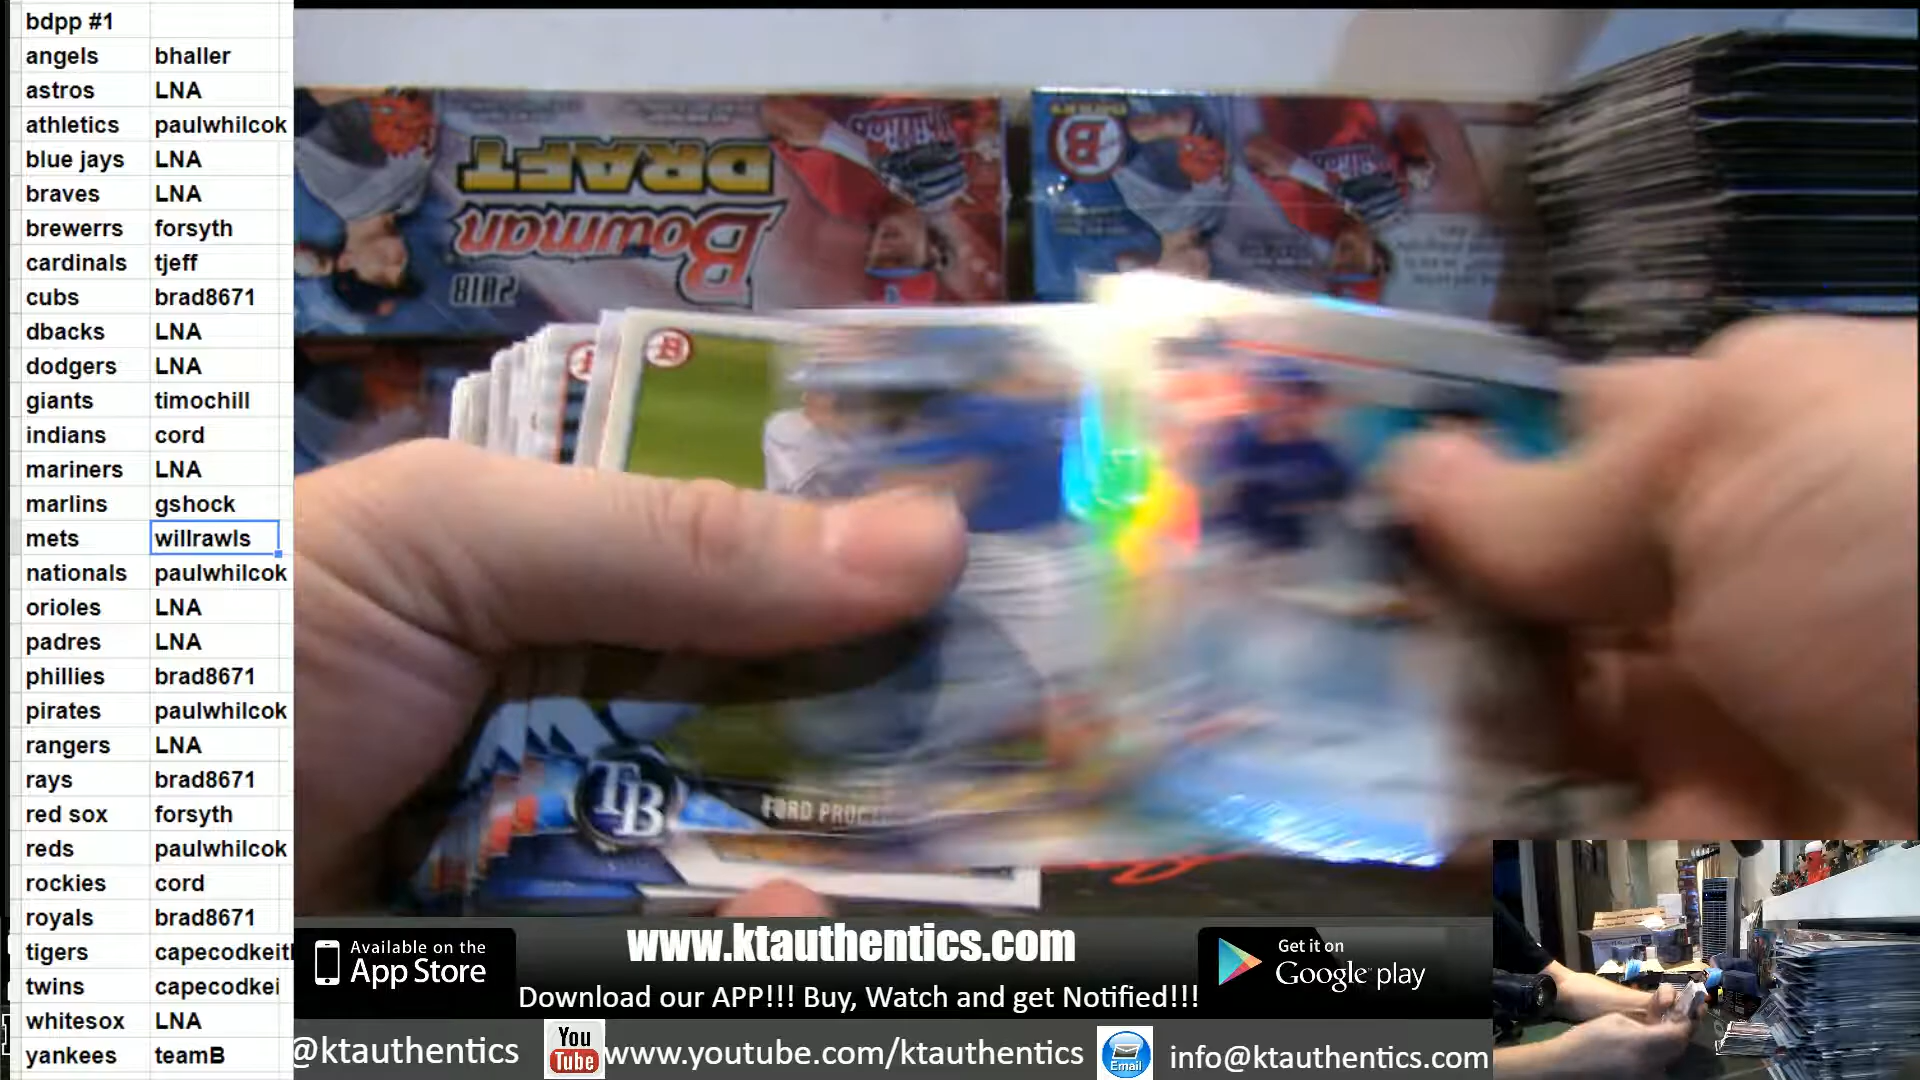 bdpp #1
angels bhaller
astros LNA
athletics paulwhilcok
blue jays LNA
braves LNA
brewerrs forsyth
cardinals tjeff
cubs brad8671
dbacks LNA
dodgers LNA
giants timochill
indians cord
mariners LNA
marlins gshock
mets willrawls
nationals paulwhilcok
orioles LNA
padres LNA
phillies brad8671
pirates paulwhilcok
rangers LNA
rays brad8671
red sox forsyth
reds paulwhilcok
rockies cord
royals brad8671
tigers capecodkeith
twins capecodkei
whitesox LNA
yankees teamB
DRAFT
Bowman
2018
B
B
TB
FORD
Available on the
App Store
www.ktauthentics.com
Get it on
Google play
Download our APP!!! Buy, Watch and get Notified!!!
@ktauthentics
You
Tube
www.youtube.com/ktauthentics
Email
info@ktauthentics.com